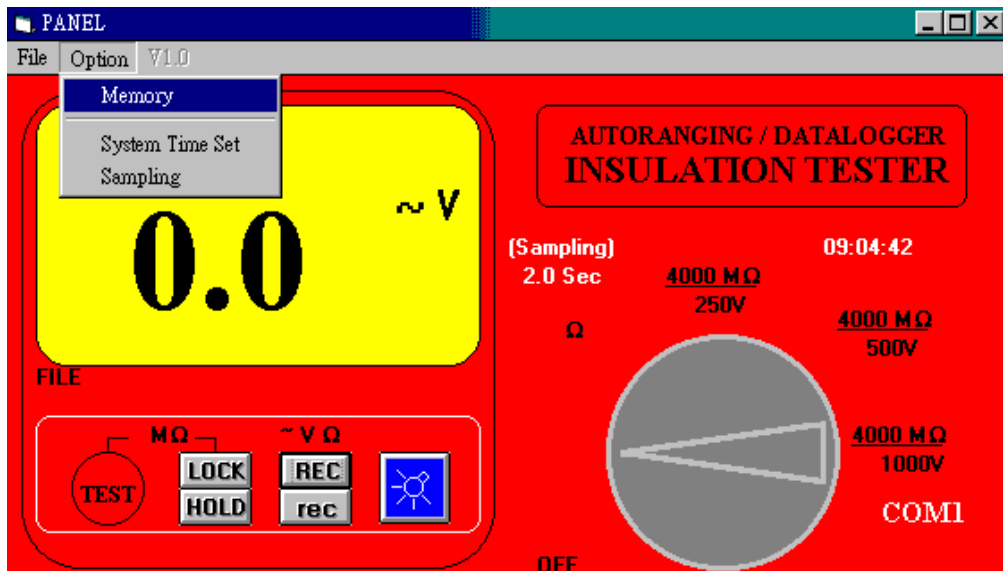 PANEL
File Option V1.0
Memory
System Time Set
Sampling
0.0
~ V
FILE
MΩ
~ V Ω
TEST
LOCK
HOLD
REC
rec
AUTORANGING / DATALOGGER
INSULATION TESTER
(Sampling)
2.0 Sec
09:04:42
4000 MΩ
250V
Ω
4000 MΩ
500V
4000 MΩ
1000V
COM1
OFF